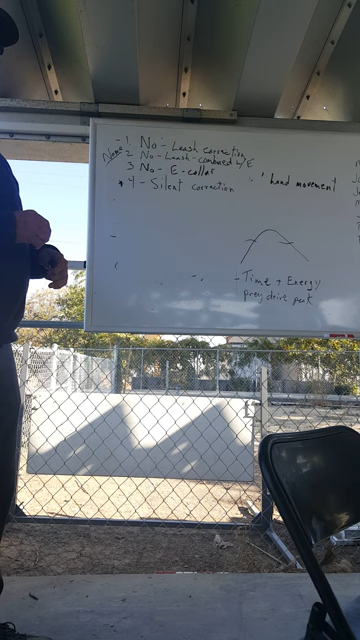 Name
- 1 No - Leash correction
2 No - Leash - combined w/E
3 No - E - collar
4 - Silent correction
hand movement
- Time + Energy
prey drive peak